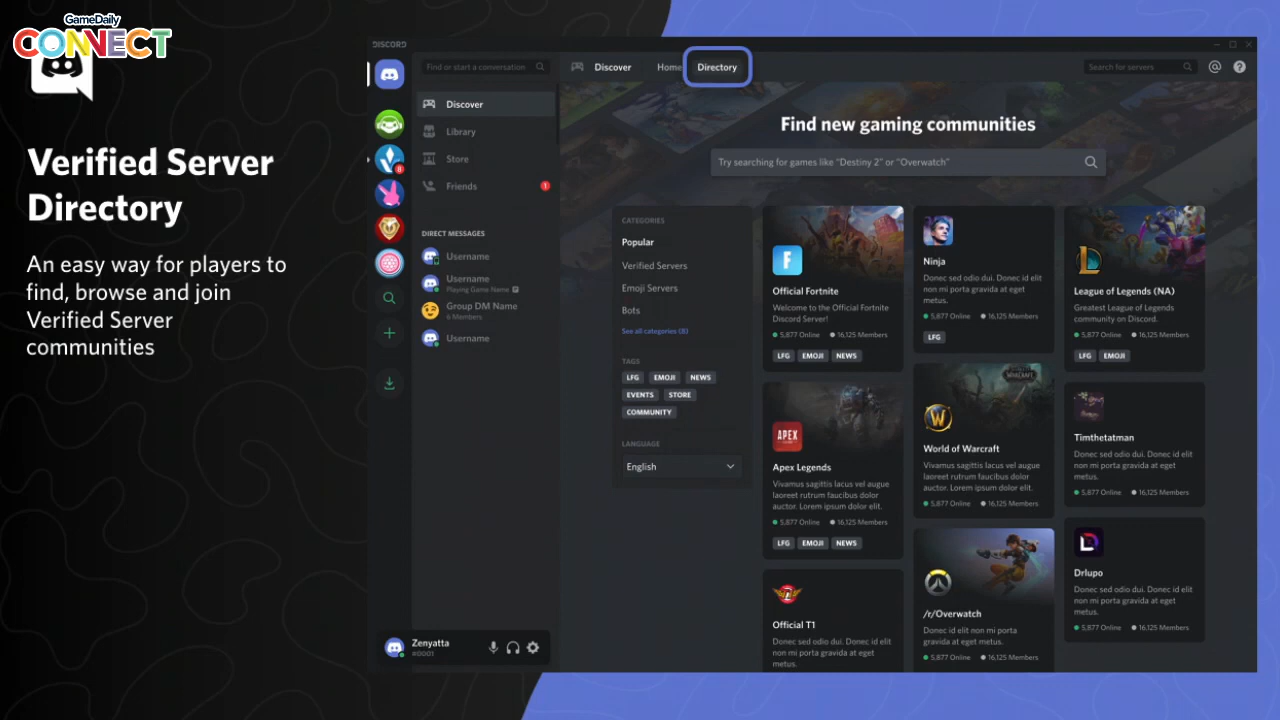 GameDaily
CONNECT
Verified Server
Directory
An easy way for players to
find, browse and join
Verified Server
communities
DISCORD
Find or start a conversation
Discover
Home
Directory
Search for servers
Discover
Library
Store
Friends
1
8
DIRECT MESSAGES
Username
Username
Playing Game Name
Group DM Name
6 Members
Username
Zenyatta
#0001
Find new gaming communities
Try searching for games like "Destiny 2" or "Overwatch"
CATEGORIES
Popular
Verified Servers
Emoji Servers
Bots
See all categories (8)
TAGS
LFG EMOJI NEWS
EVENTS STORE
COMMUNITY
LANGUAGE
English
Official Fortnite
Welcome to the Official Fortnite
Discord Server!
5,877 Online 16,125 Members
LFG EMOJI NEWS
APEX
Apex Legends
Vivamus sagittis lacus vel augue
laoreet rutrum faucibus dolor
auctor. Lorem ipsum dolor elit.
5,877 Online 16,125 Members
LFG EMOJI NEWS
Official T1
Donec sed odio dui. Donec id elit
non mi porta gravida at eget
metus.
Ninja
Donec sed odio dui. Donec id elit
non mi porta gravida at eget
metus.
5,877 Online 16,125 Members
LFG
WARCRAFT
World of Warcraft
Vivamus sagittis lacus vel augue
laoreet rutrum faucibus dolor
auctor. Lorem ipsum dolor elit.
5,877 Online 16,125 Members
/r/Overwatch
Donec id elit non mi porta
gravida at eget metus.
5,877 Online 16,125 Members
League of Legends (NA)
Greatest League of Legends
community on Discord.
5,877 Online 16,125 Members
LFG EMOJI
Timthetatman
Donec sed odio dui. Donec id elit
non mi porta gravida at eget
metus.
5,877 Online 16,125 Members
Drlupo
Donec sed odio dui. Donec id elit
non mi porta gravida at eget
metus.
5,877 Online 16,125 Members